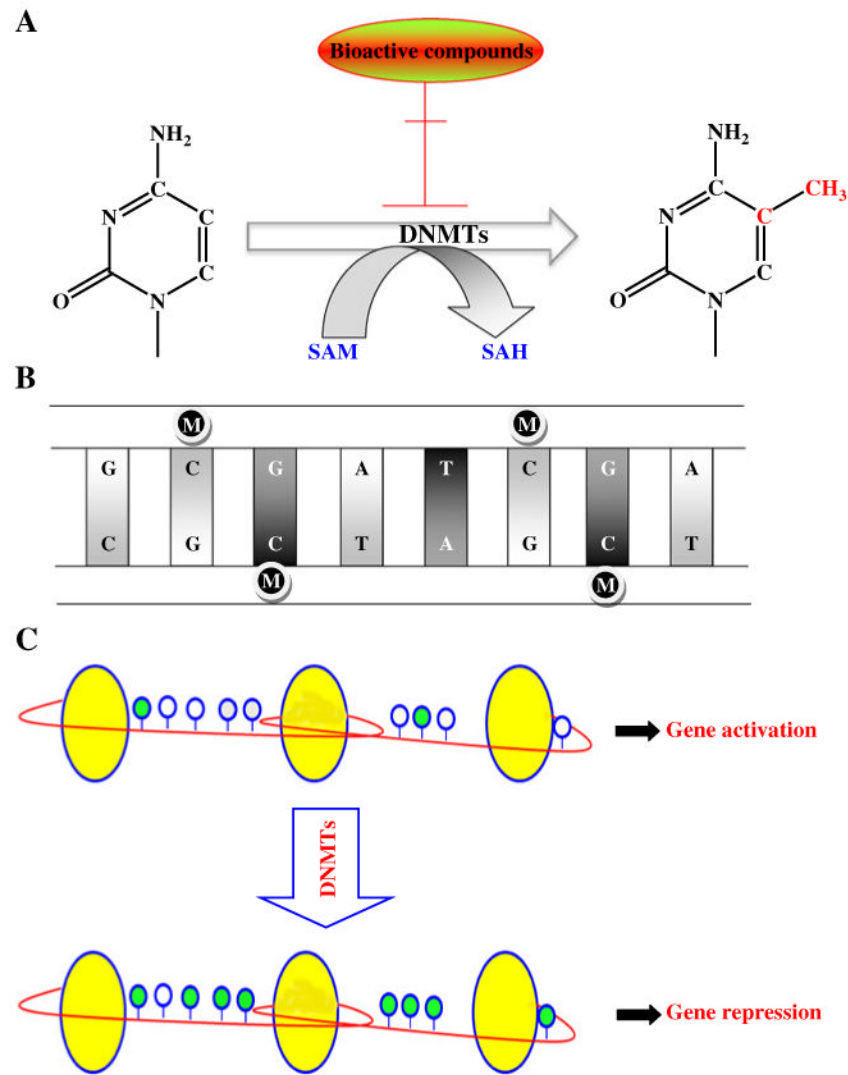 A
Bioactive compounds
NH2
C
N
C
C
O
N
DNMTs
SAM
SAH
NH2
C
CH3
N
C
C
O
N
B
M
M
G C G A T C G A
C G C T A G C T
M
M
C
Gene activation
DNMTs
Gene repression